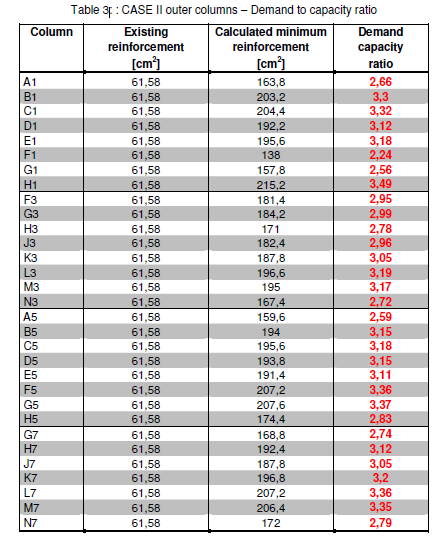 Table 3[ : CASE II outer columns – Demand to capacity ratio
Column Existing reinforcement [cm²] Calculated minimum reinforcement [cm²] Demand capacity ratio
A1 61,58 163,8 2,66
B1 61,58 203,2 3,3
C1 61,58 204,4 3,32
D1 61,58 192,2 3,12
E1 61,58 195,6 3,18
F1 61,58 138 2,24
G1 61,58 157,8 2,56
H1 61,58 215,2 3,49
F3 61,58 181,4 2,95
G3 61,58 184,2 2,99
H3 61,58 171 2,78
J3 61,58 182,4 2,96
K3 61,58 187,8 3,05
L3 61,58 196,6 3,19
M3 61,58 195 3,17
N3 61,58 167,4 2,72
A5 61,58 159,6 2,59
B5 61,58 194 3,15
C5 61,58 195,6 3,18
D5 61,58 193,8 3,15
E5 61,58 191,4 3,11
F5 61,58 207,2 3,36
G5 61,58 207,6 3,37
H5 61,58 174,4 2,83
G7 61,58 168,8 2,74
H7 61,58 192,4 3,12
J7 61,58 187,8 3,05
K7 61,58 196,8 3,2
L7 61,58 207,2 3,36
M7 61,58 206,4 3,35
N7 61,58 172 2,79